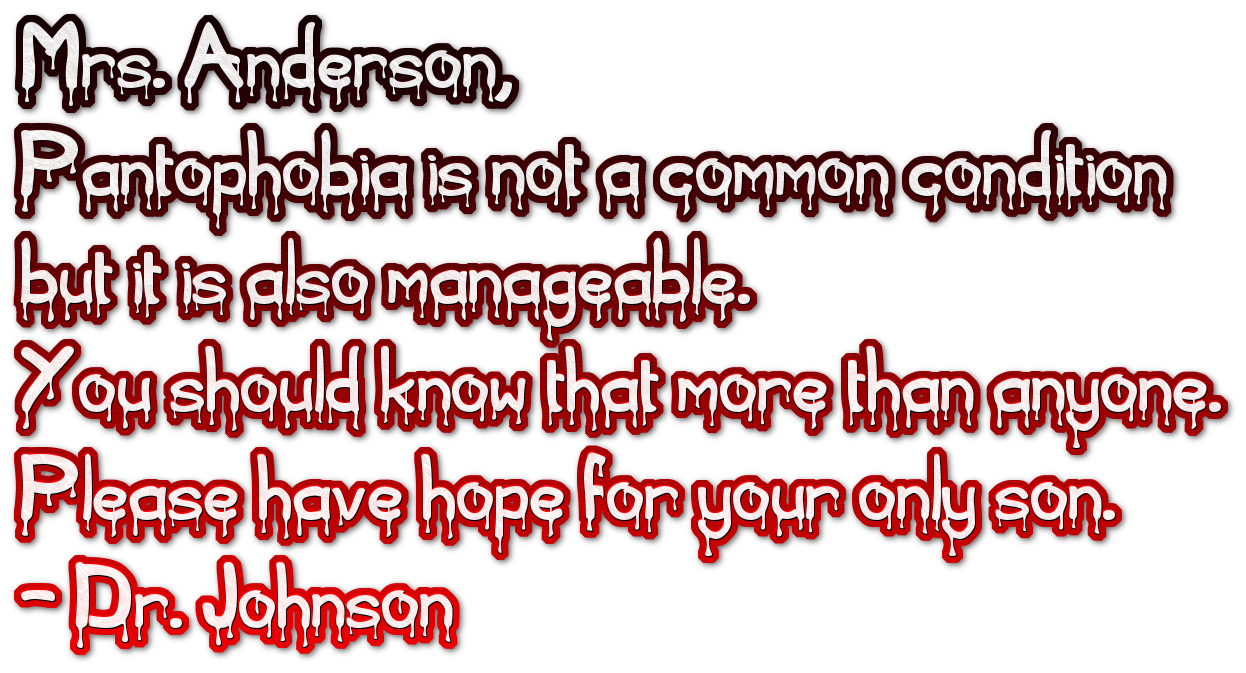 Mrs. Anderson,
Pantophobia is not a common condition
but it is also manageable.
You should know that more than anyone.
Please have hope for your only son.
- Dr. Johnson